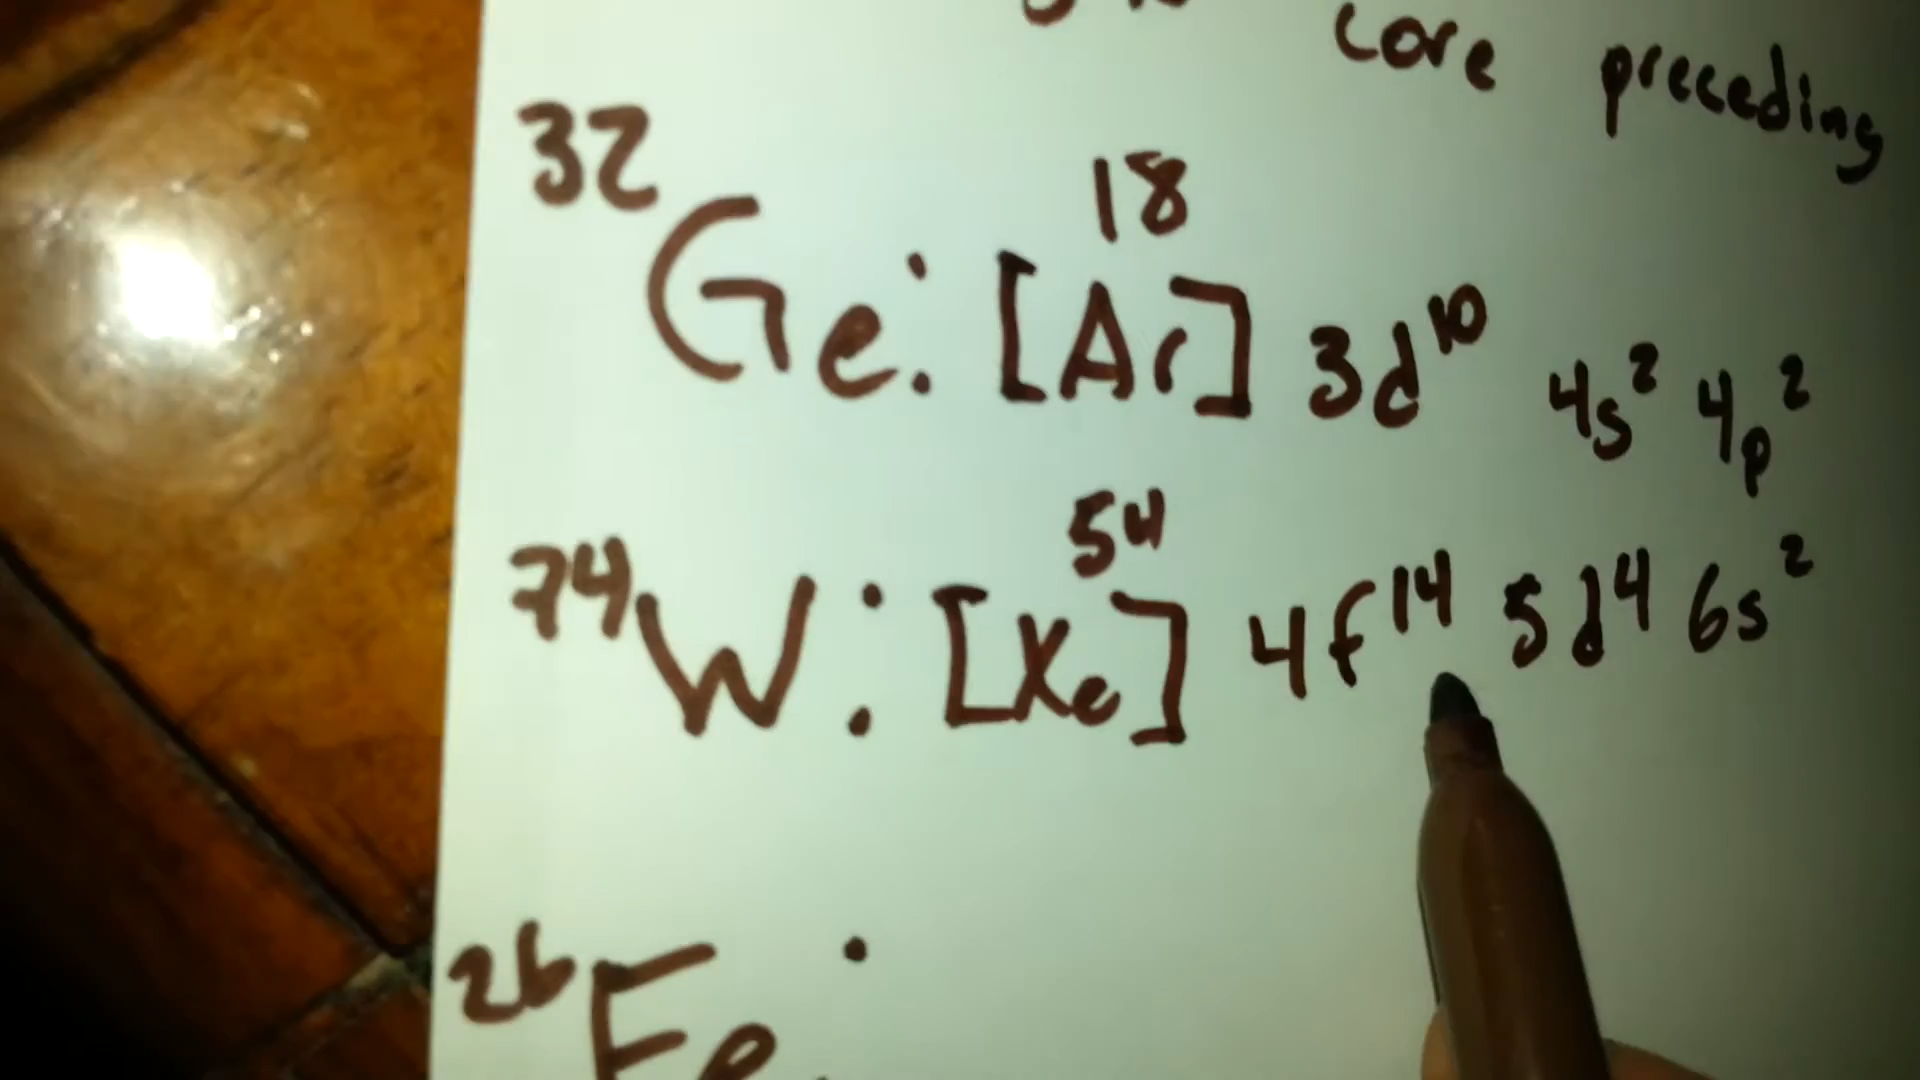 core preceding
32 Ge: [Ar] 18 3d¹⁰ 4s² 4p²
74 W: [Xe] 54 4f¹⁴ 5d⁴ 6s²
26 Fe: